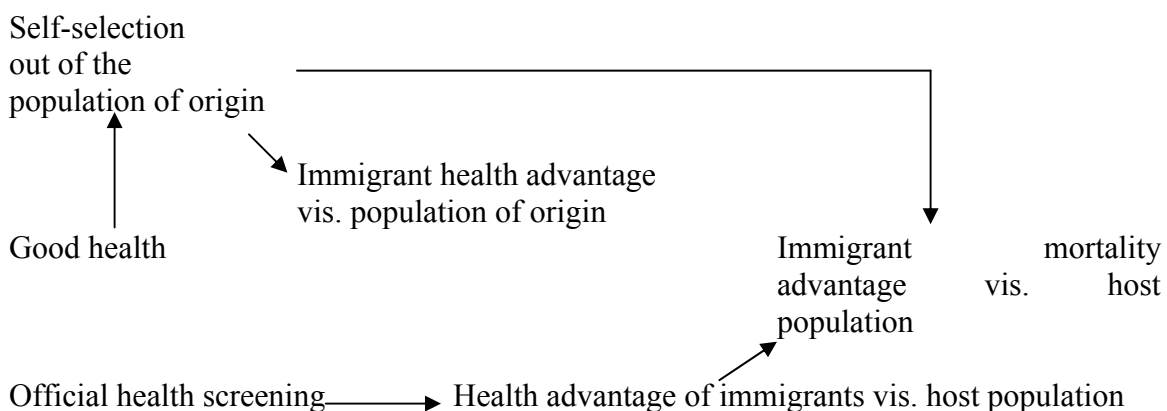 Self-selection
out of the
population of origin
Immigrant health advantage
vis. population of origin
Good health
Immigrant mortality
advantage vis. host
population
Official health screening
Health advantage of immigrants vis. host population